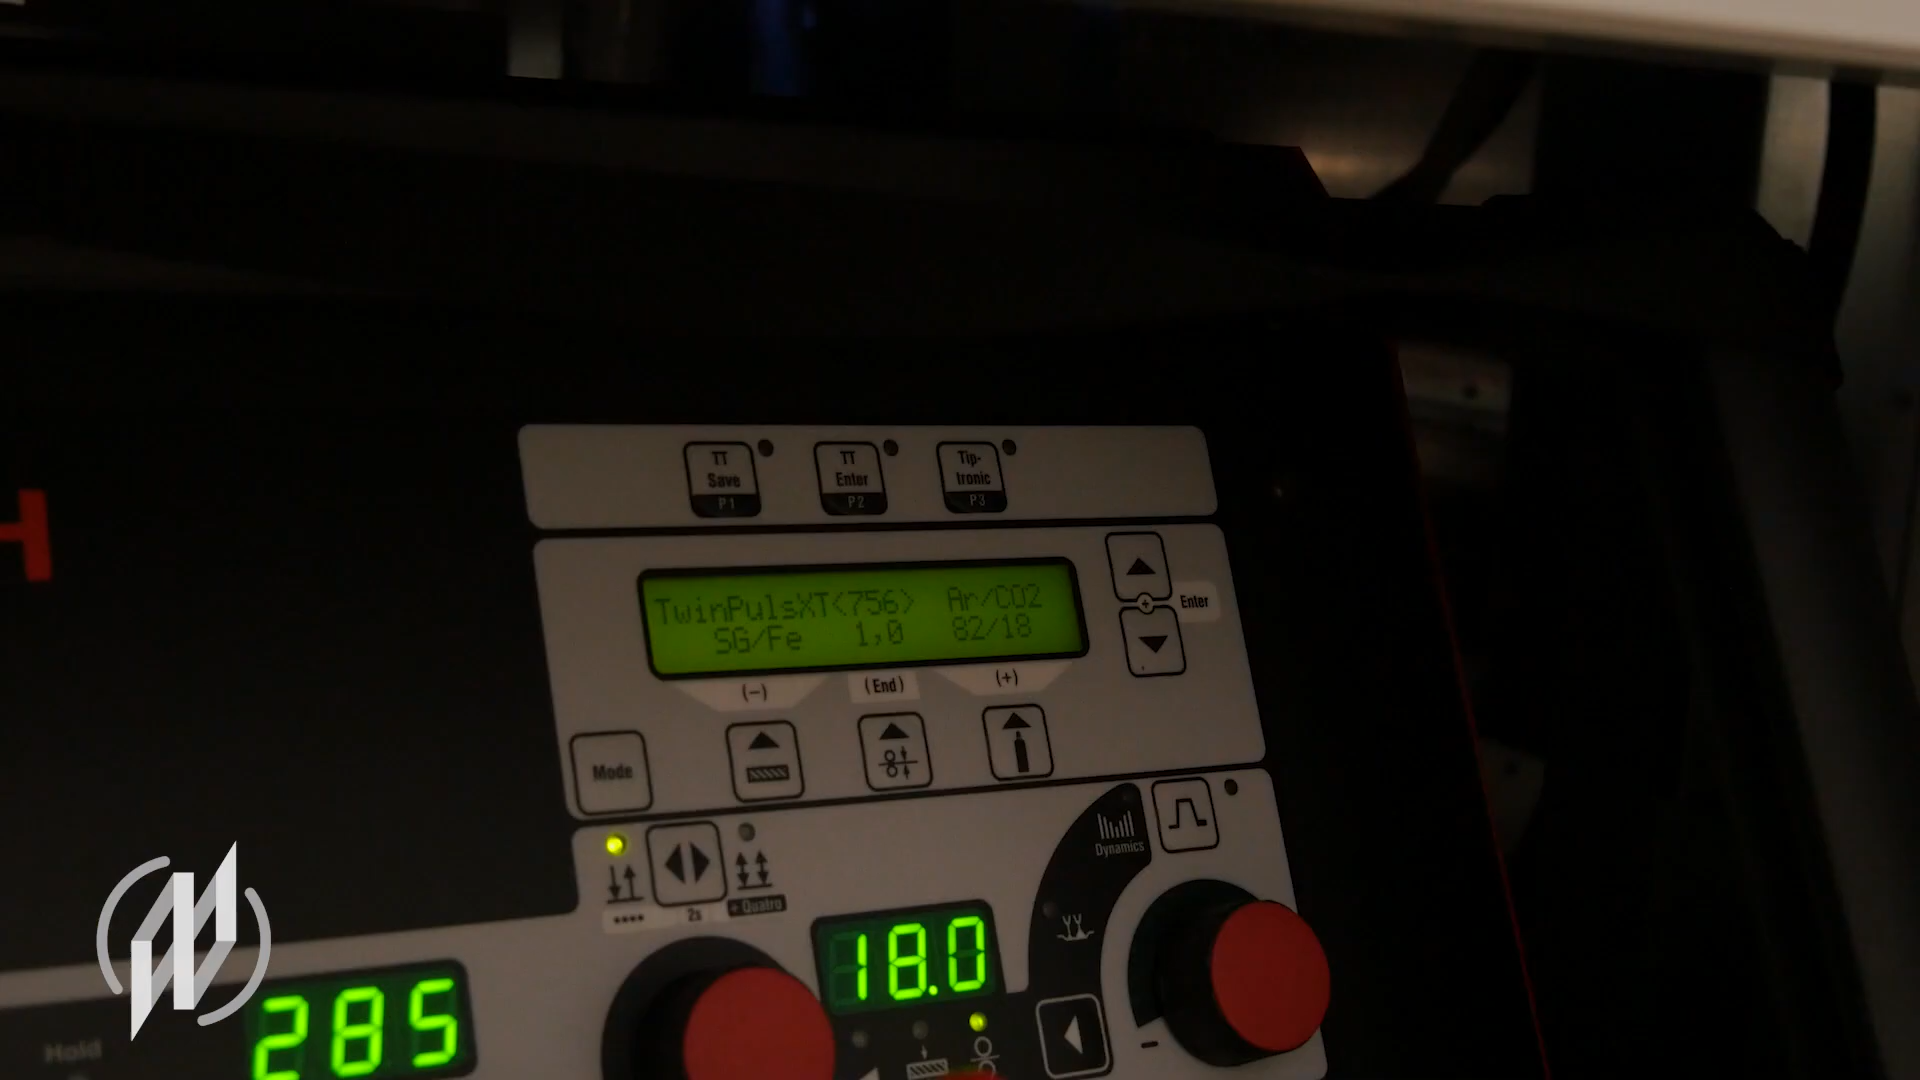 H
TT Save P1
TT Enter P2
Tip-tronic P3
TwinPulsXT<756> Ar/CO2
SG/Fe 1,0 82/18
Enter
(-) (End) (+)
Mode
Dynamics
2s
+Quatro
18.0
285
Hold